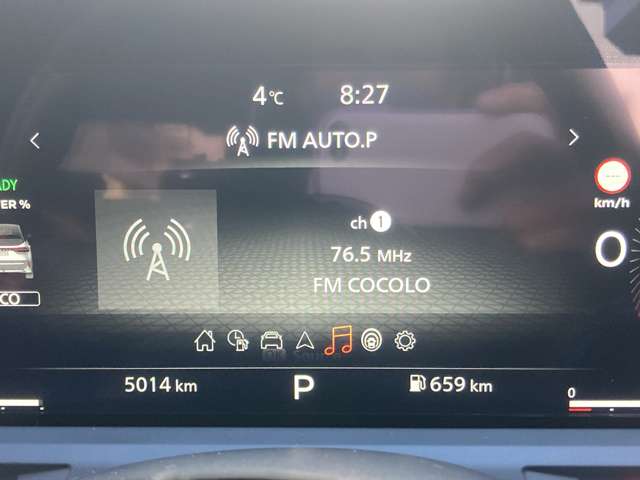 4°C 8:27
FM AUTO.P
ch 1
76.5 MHz
FM COCOLO
km/h
0
5014 km P 659 km 0